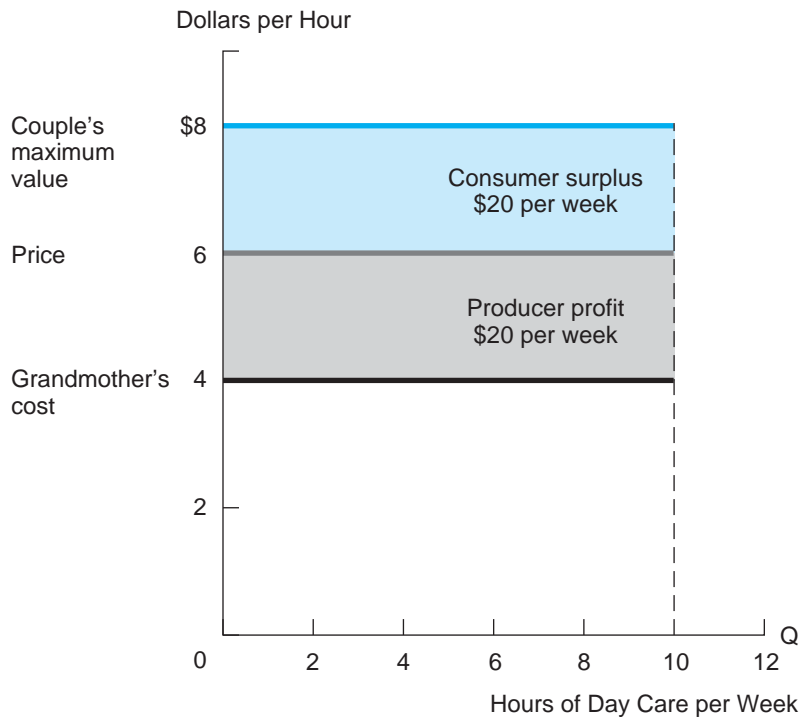 Dollars per Hour
Couple's
maximum
value
$8
Consumer surplus
$20 per week
Price
6
Producer profit
$20 per week
Grandmother's
cost
4
2
0
2
4
6
8
10
12
Q
Hours of Day Care per Week